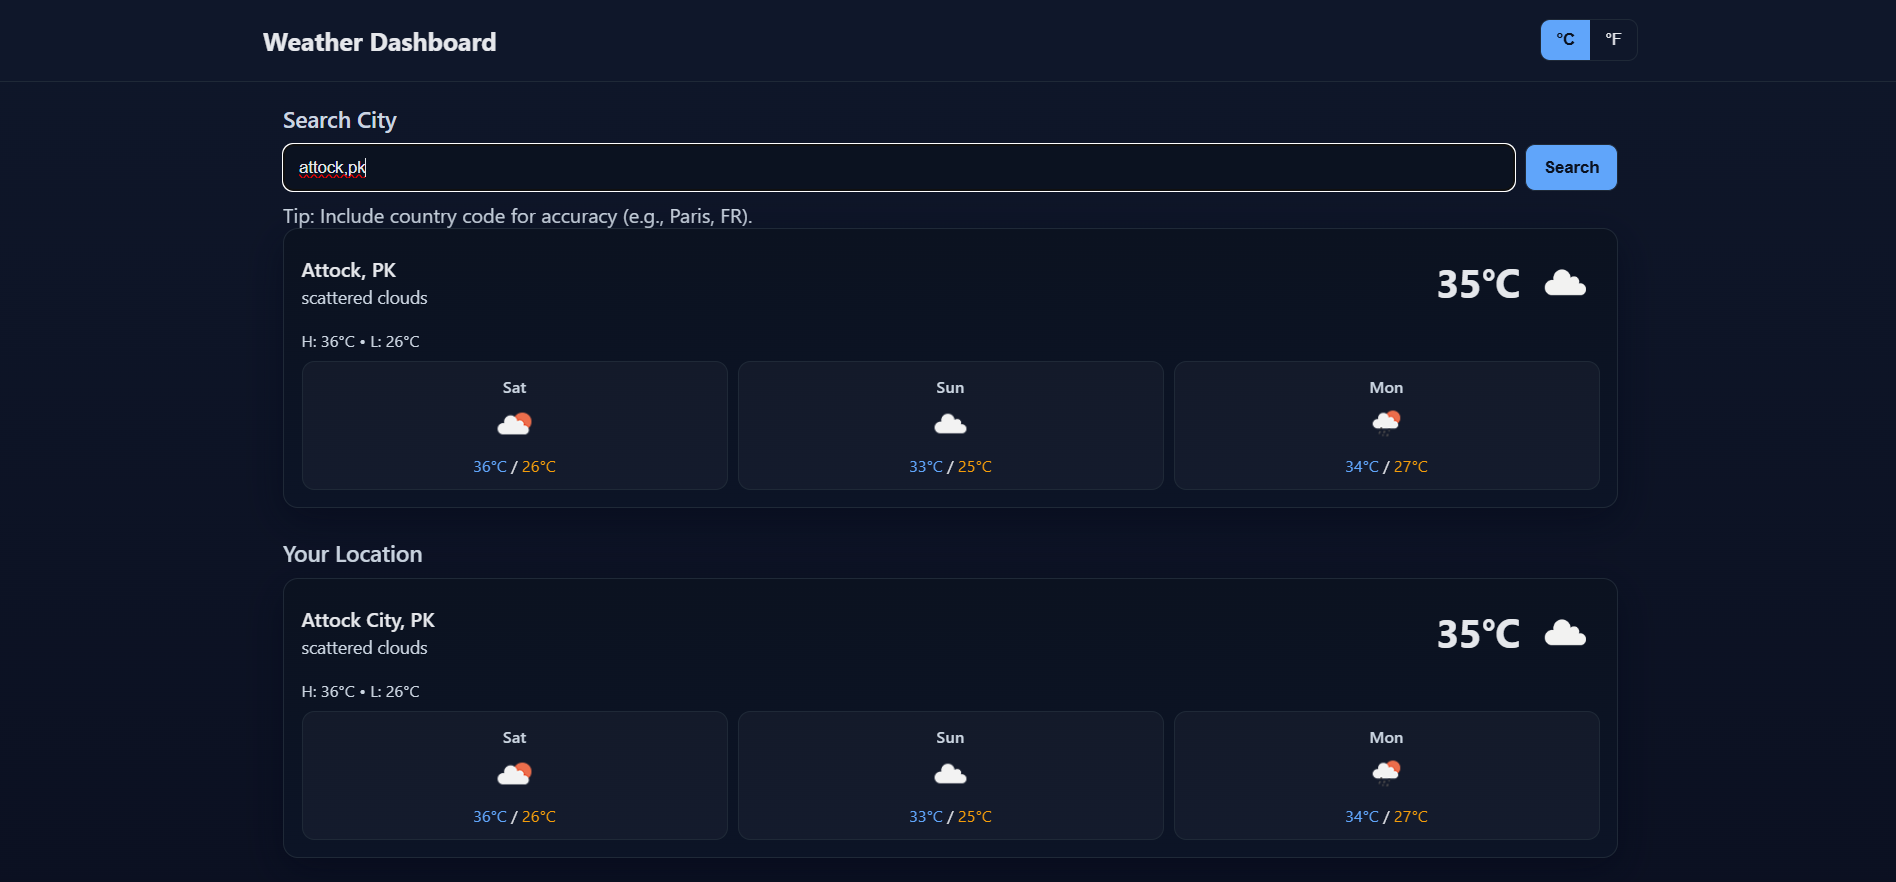 Weather Dashboard
°C °F
Search City
attock,pk
Search
Tip: Include country code for accuracy (e.g., Paris, FR).
Attock, PK
scattered clouds
35°C
H: 36°C • L: 26°C
Sat
36°C / 26°C
Sun
33°C / 25°C
Mon
34°C / 27°C
Your Location
Attock City, PK
scattered clouds
35°C
H: 36°C • L: 26°C
Sat
36°C / 26°C
Sun
33°C / 25°C
Mon
34°C / 27°C